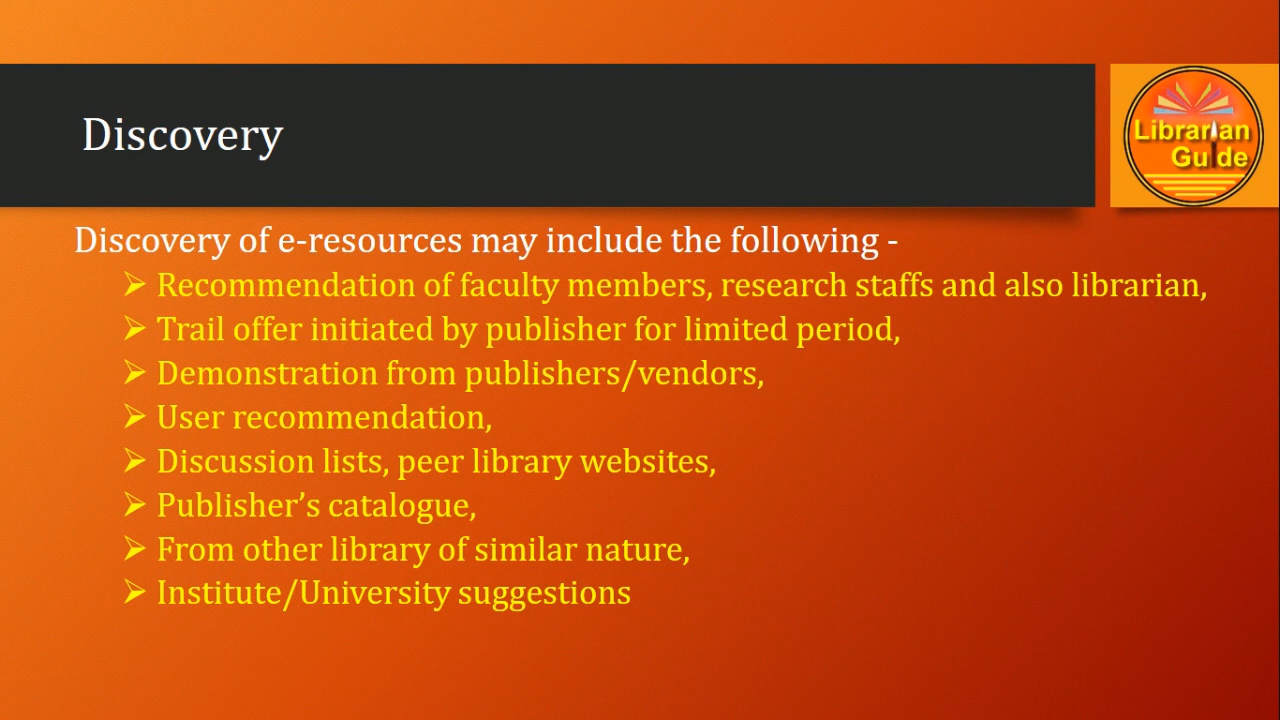 Discovery
Librarian
Guide
Discovery of e-resources may include the following -
➢ Recommendation of faculty members, research staffs and also librarian,
➢ Trail offer initiated by publisher for limited period,
➢ Demonstration from publishers/vendors,
➢ User recommendation,
➢ Discussion lists, peer library websites,
➢ Publisher’s catalogue,
➢ From other library of similar nature,
➢ Institute/University suggestions